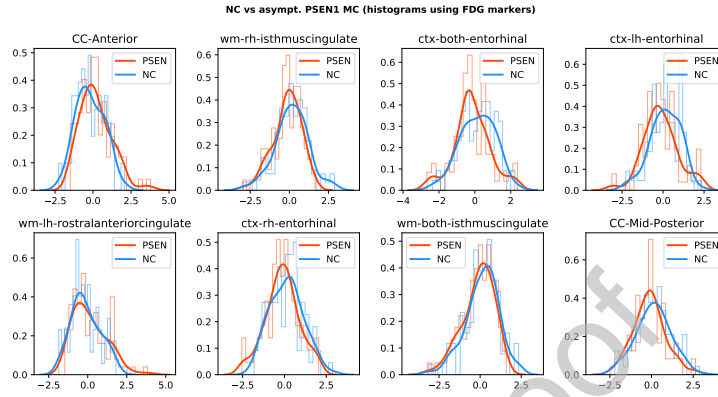 NC vs asympt. PSEN1 MC (histograms using FDG markers)
CC-Anterior
wm-rh-isthmuscingulate
ctx-both-entorhinal
ctx-lh-entorhinal
PSEN
NC
PSEN
NC
PSEN
NC
PSEN
NC
0.5
0.4
0.3
0.2
0.1
0.0
0.6
0.5
0.4
0.3
0.2
0.1
0.0
0.6
0.5
0.4
0.3
0.2
0.1
0.0
0.6
0.5
0.4
0.3
0.2
0.1
0.0
−2.5 0.0 2.5 5.0
−2.5 0.0 2.5
−4 −2 0 2
−2.5 0.0 2.5
wm-lh-rostralanteriorcingulate
ctx-rh-entorhinal
wm-both-isthmuscingulate
CC-Mid-Posterior
PSEN
NC
PSEN
NC
PSEN
NC
PSEN
NC
0.6
0.4
0.2
0.0
0.5
0.4
0.3
0.2
0.1
0.0
0.5
0.4
0.3
0.2
0.1
0.0
0.6
0.4
0.2
0.0
−2.5 0.0 2.5 5.0
−2.5 0.0 2.5
−2.5 0.0 2.5
−2.5 0.0 2.5